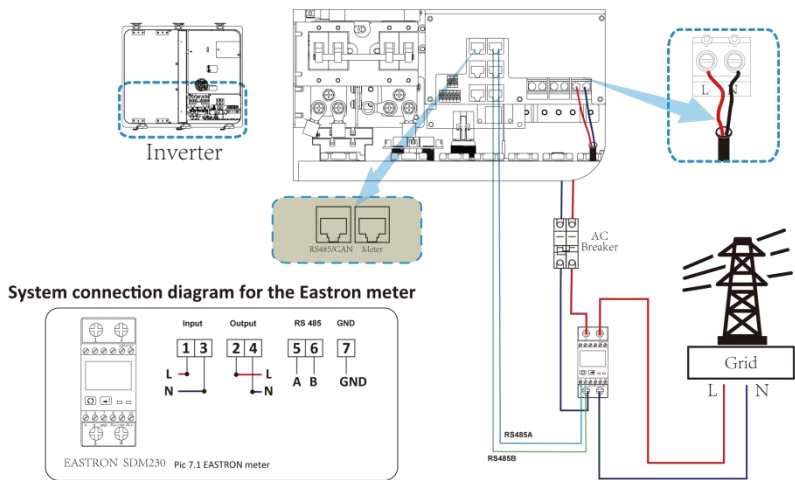 L N
Inverter
RS485/CAN Meter
AC
Breaker
System connection diagram for the Eastron meter
Input Output RS 485 GND
1 3 2 4 5 6 7
L L
N N
A B GND
EASTRON SDM230 Pic 7.1 EASTRON meter
Grid
L N
RS485A
RS485B